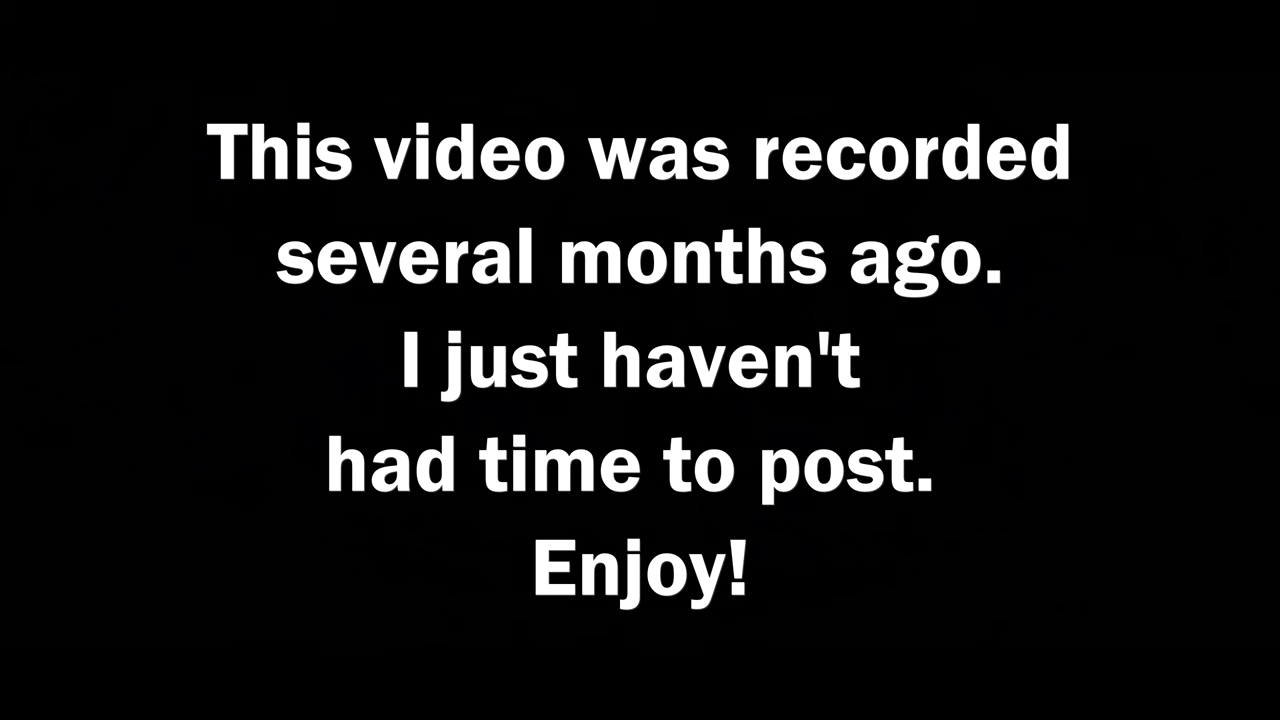 This video was recorded
several months ago.
I just haven't
had time to post.
Enjoy!